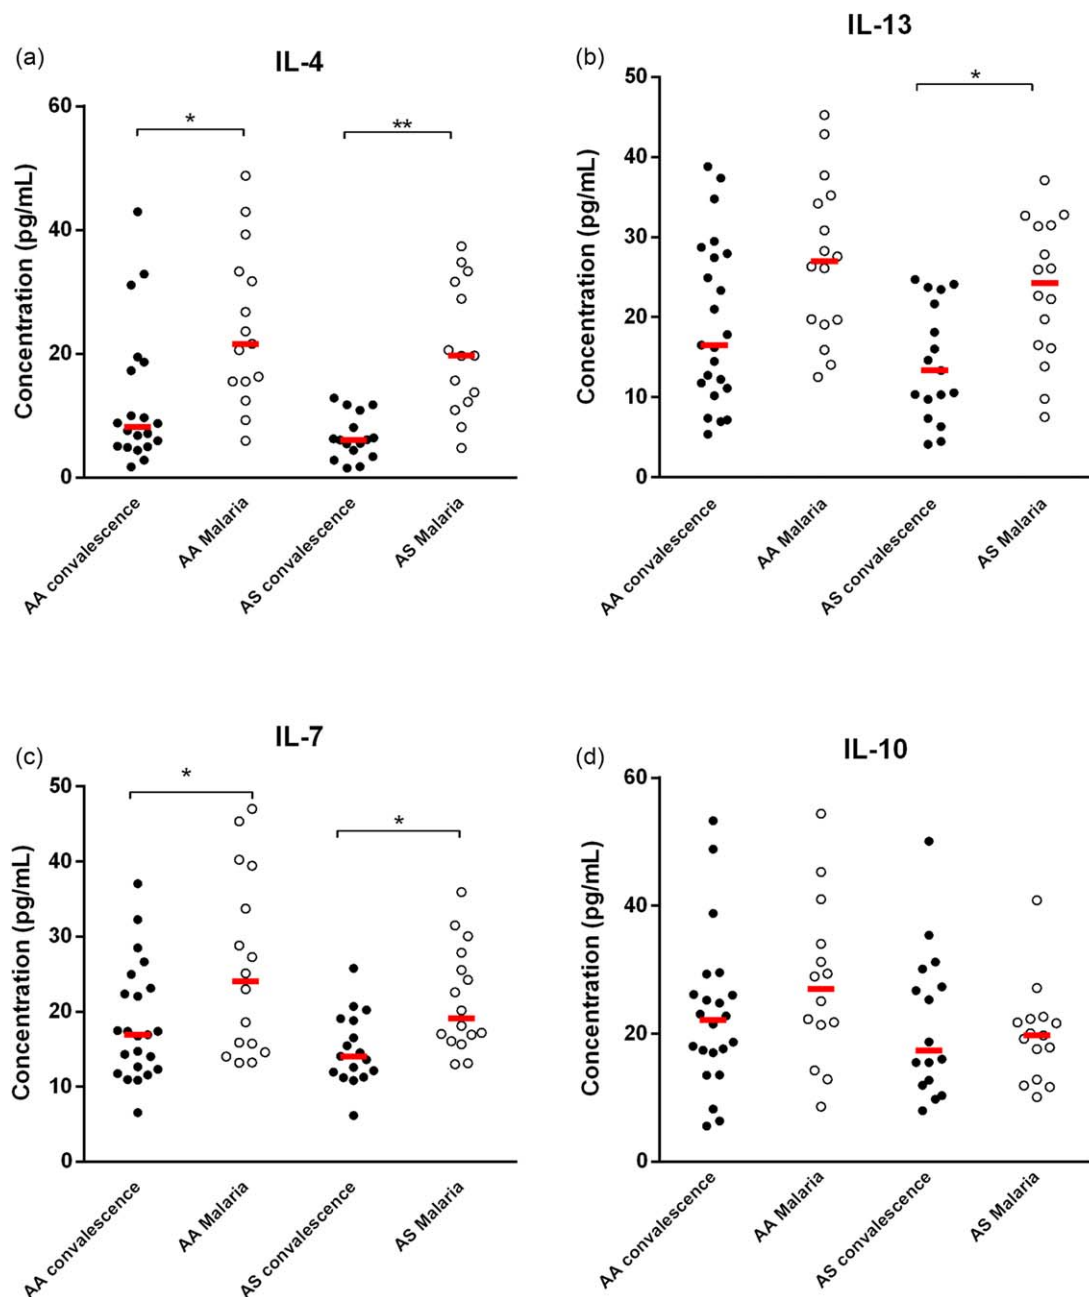 (a)
IL-4
Concentration (pg/mL)
60
40
20
0
*
**
AA convalescence
AA Malaria
AS convalescence
AS Malaria
(b)
IL-13
Concentration (pg/mL)
50
40
30
20
10
0
*
AA convalescence
AA Malaria
AS convalescence
AS Malaria
(c)
IL-7
Concentration (pg/mL)
50
40
30
20
10
0
*
*
AA convalescence
AA Malaria
AS convalescence
AS Malaria
(d)
IL-10
Concentration (pg/mL)
60
40
20
0
AA convalescence
AA Malaria
AS convalescence
AS Malaria